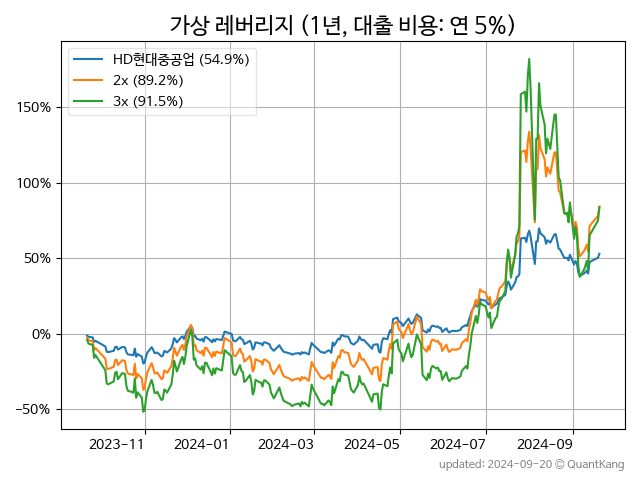 가상 레버리지 (1년, 대출 비용: 연 5%)
HD현대중공업 (54.9%)
2x (89.2%)
3x (91.5%)
150%
100%
50%
0%
−50%
2023-11
2024-01
2024-03
2024-05
2024-07
2024-09
updated: 2024-09-20 © QuantKang